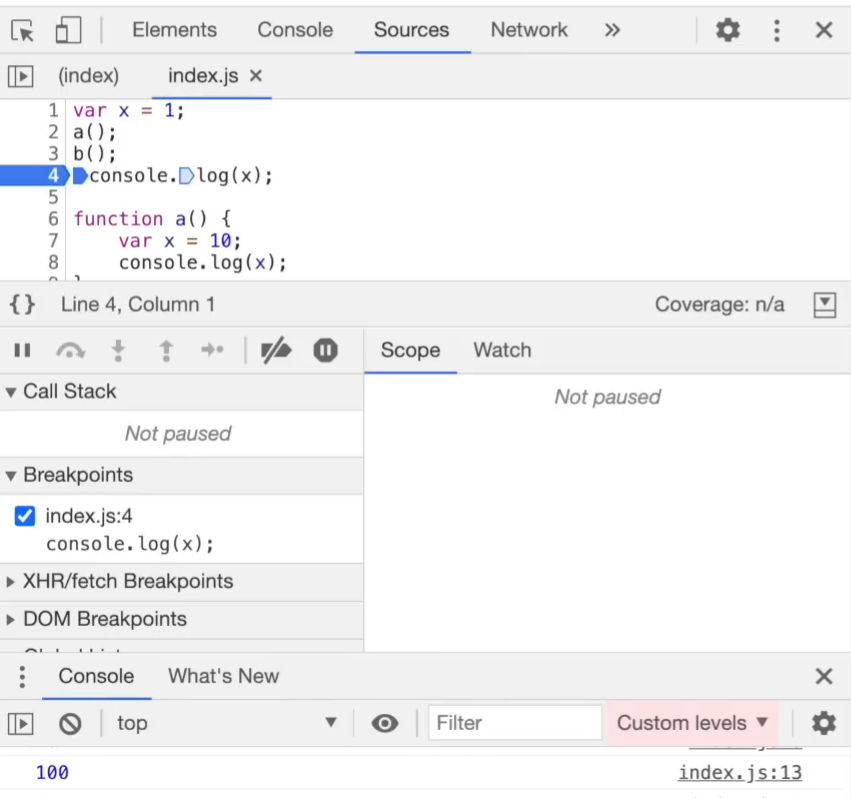 Elements Console Sources Network »
(index) index.js ×
1 var x = 1;
2 a();
3 b();
4 console.log(x);
5
6 function a() {
7 var x = 10;
8 console.log(x);
{} Line 4, Column 1 Coverage: n/a
Scope Watch
Call Stack
Not paused
Not paused
Breakpoints
index.js:4
console.log(x);
XHR/fetch Breakpoints
DOM Breakpoints
Console What's New
top Filter Custom levels
100 index.js:13